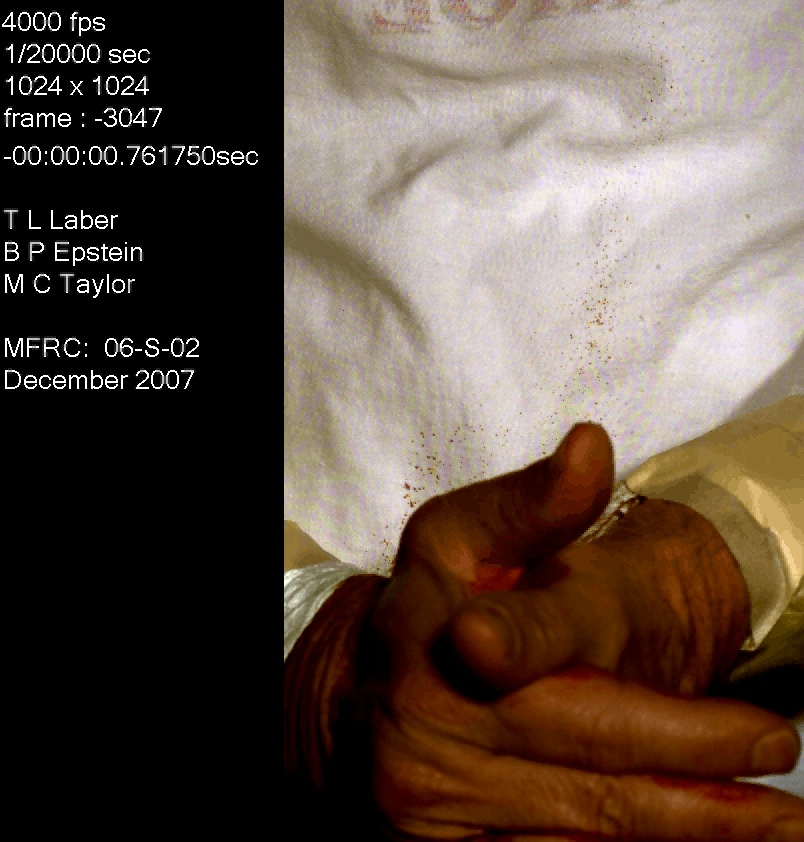 4000 fps
1/20000 sec
1024 x 1024
frame : -3047
-00:00:00.761750sec
T L Laber
B P Epstein
M C Taylor
MFRC: 06-S-02
December 2007